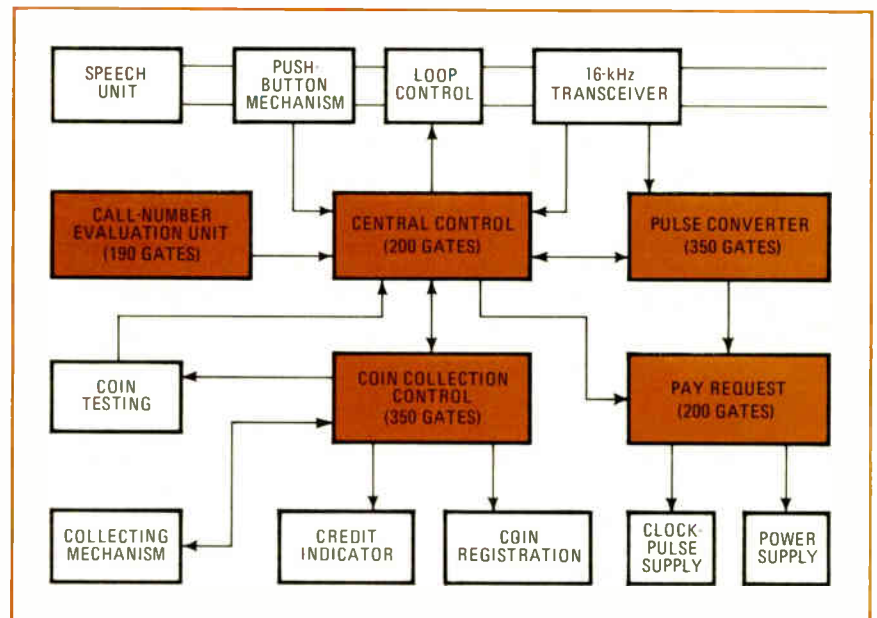 SPEECH
UNIT
PUSH-
BUTTON
MECHANISM
LOOP
CONTROL
16-kHz
TRANSCEIVER
CALL-NUMBER
EVALUATION UNIT
(190 GATES)
CENTRAL CONTROL
(200 GATES)
PULSE CONVERTER
(350 GATES)
COIN
TESTING
COIN COLLECTION
CONTROL
(350 GATES)
PAY REQUEST
(200 GATES)
COLLECTING
MECHANISM
CREDIT
INDICATOR
COIN
REGISTRATION
CLOCK-
PULSE
SUPPLY
POWER
SUPPLY